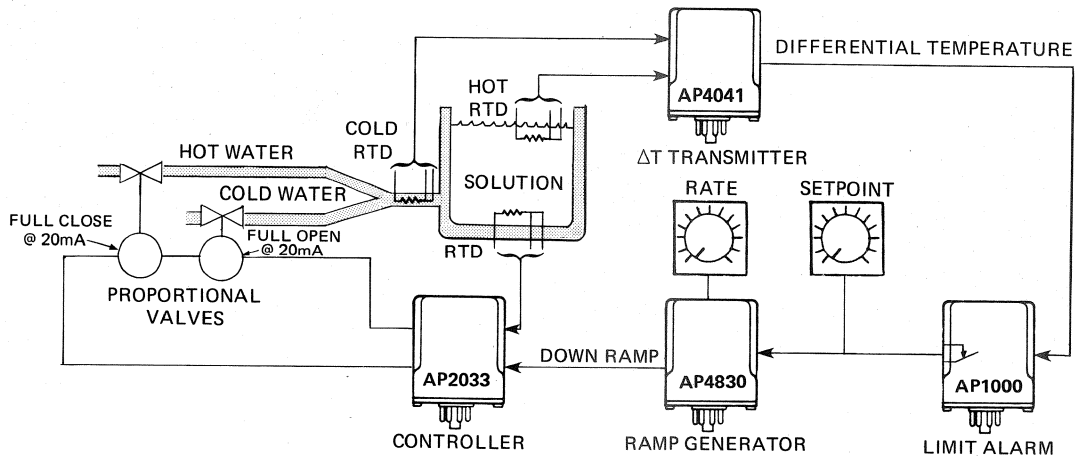 DIFFERENTIAL TEMPERATURE
AP4041
ΔT TRANSMITTER
HOT
RTD
COLD
RTD
HOT WATER
COLD WATER
SOLUTION
RTD
FULL CLOSE
@ 20mA
FULL OPEN
@ 20mA
PROPORTIONAL
VALVES
RATE
SETPOINT
DOWN RAMP
AP2033
CONTROLLER
AP4830
RAMP GENERATOR
AP1000
LIMIT ALARM